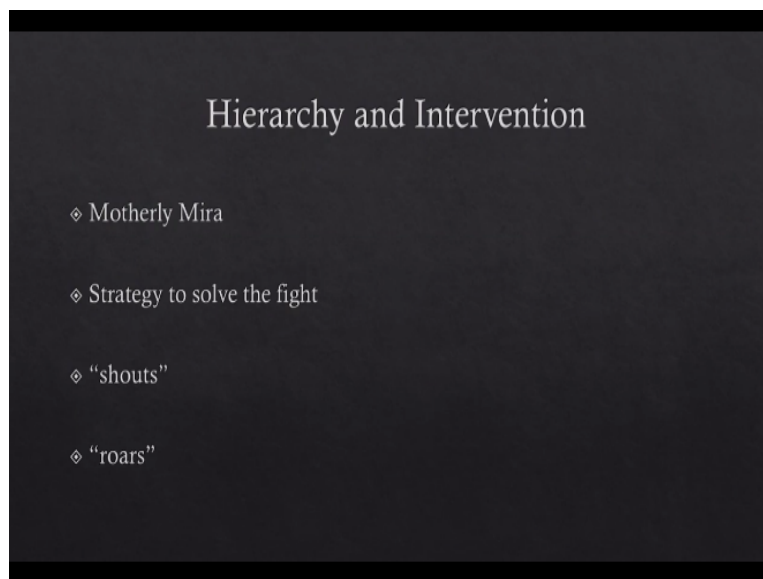 Hierarchy and Intervention
Motherly Mira
Strategy to solve the fight
“shouts”
“roars”